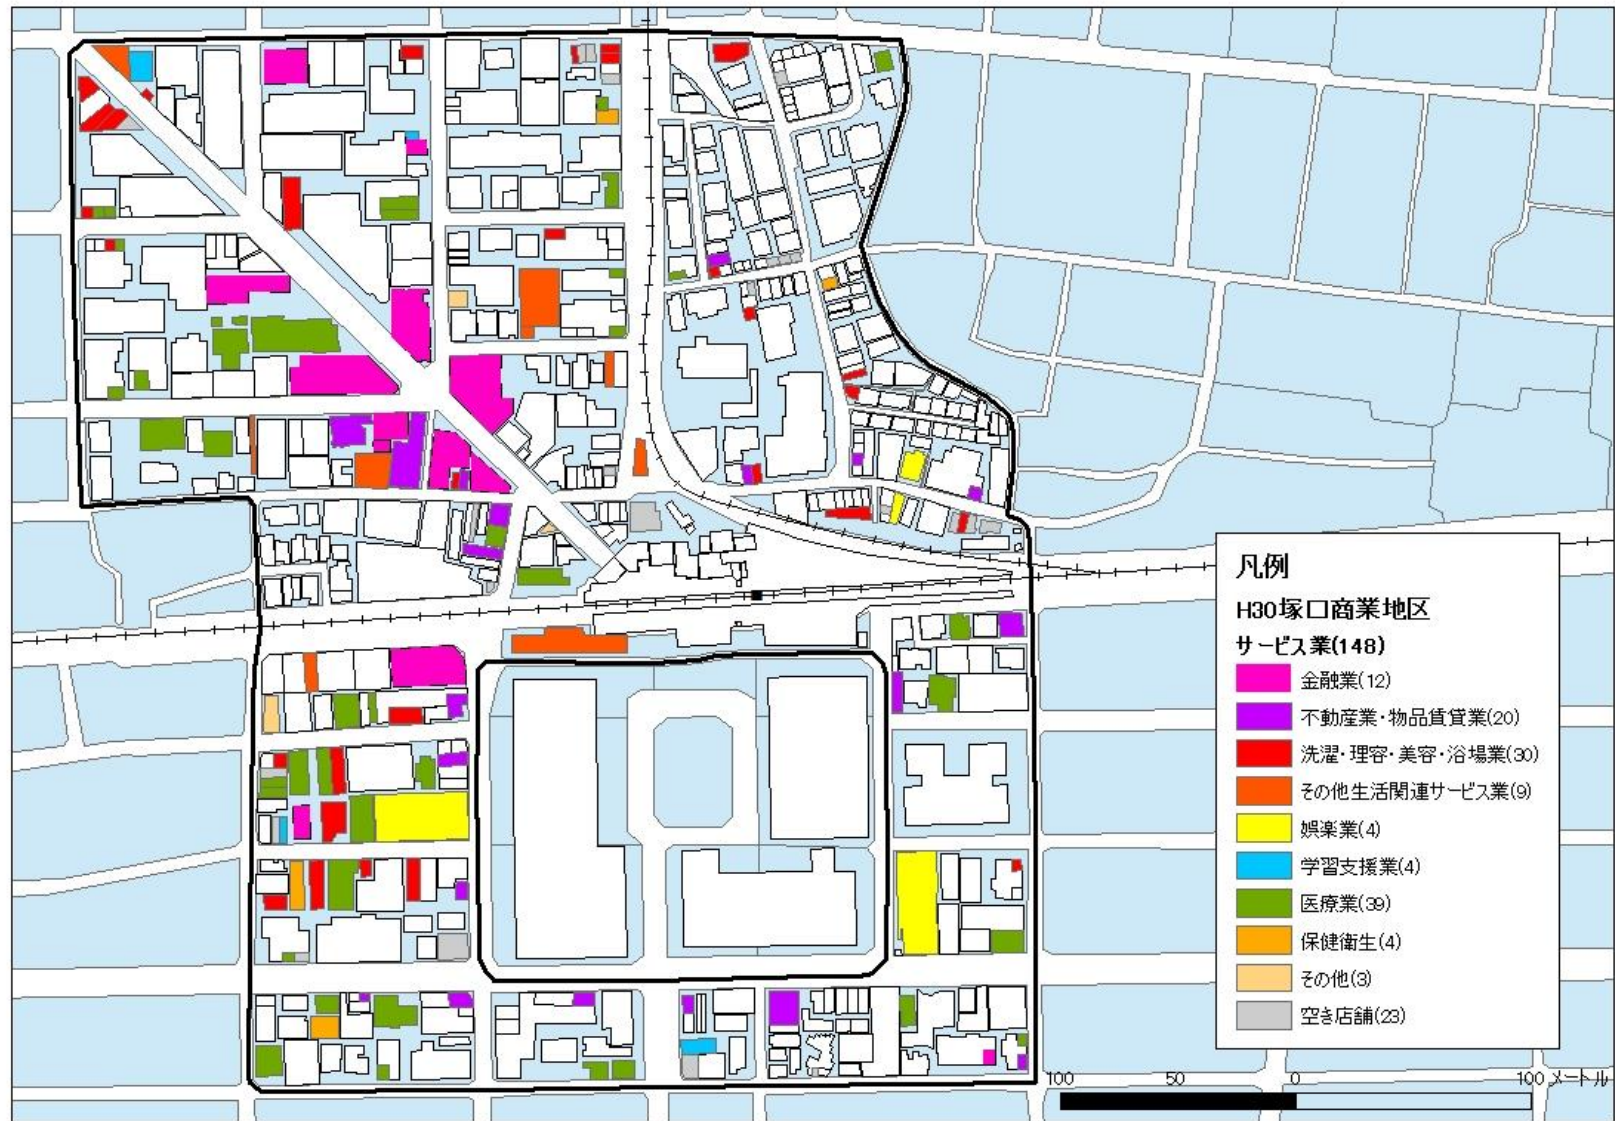 凡例
H30塚口商業地区
サービス業(148)
金融業(12)
不動産業・物品賃貸業(20)
洗濯・理容・美容・浴場業(30)
その他生活関連サービス業(9)
娯楽業(4)
学習支援業(4)
医療業(39)
保健衛生(4)
その他(3)
空き店舗(23)
100 50 0 100 メートル